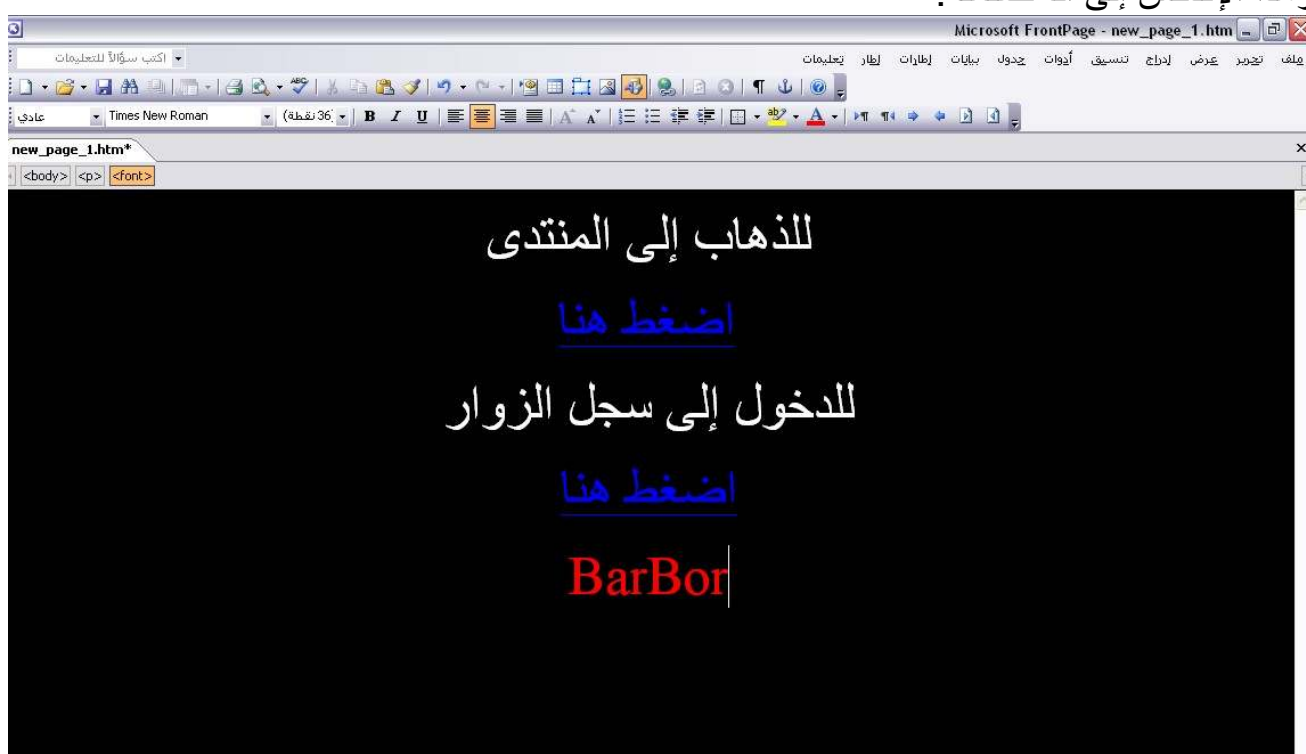 Microsoft FrontPage - new_page_1.htm
ملف تحرير عرض إدراج تنسيق أدوات جدول بيانات إطارات إطار تعليمات
اكتب سؤالاً للتعليمات
عادي Times New Roman (36 نقطة) B I U
new_page_1.htm*
<body> <p> <font>
للذهاب إلى المنتدى
اضغط هنا
للدخول إلى سجل الزوار
اضغط هنا
BarBor